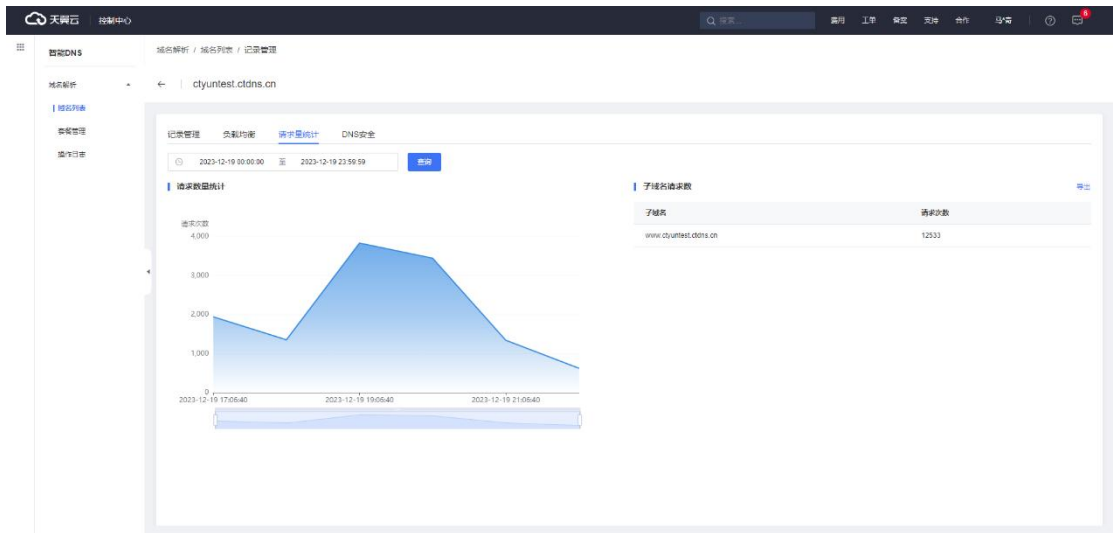 天翼云 控制中心 搜索... 费用 工单 备案 支持 合作 马*奇 6
智能DNS
域名解析 / 域名列表 / 记录管理
域名解析
ctyuntest.ctdns.cn
域名列表
套餐管理
操作日志
记录管理 负载均衡 请求量统计 DNS安全
2023-12-19 00:00:00 至 2023-12-19 23:59:59 查询
请求数量统计
子域名请求数 导出
子域名 请求次数
www.ctyuntest.ctdns.cn 12533
请求次数
4,000
3,000
2,000
1,000
0
2023-12-19 17:06:40 2023-12-19 19:06:40 2023-12-19 21:06:40